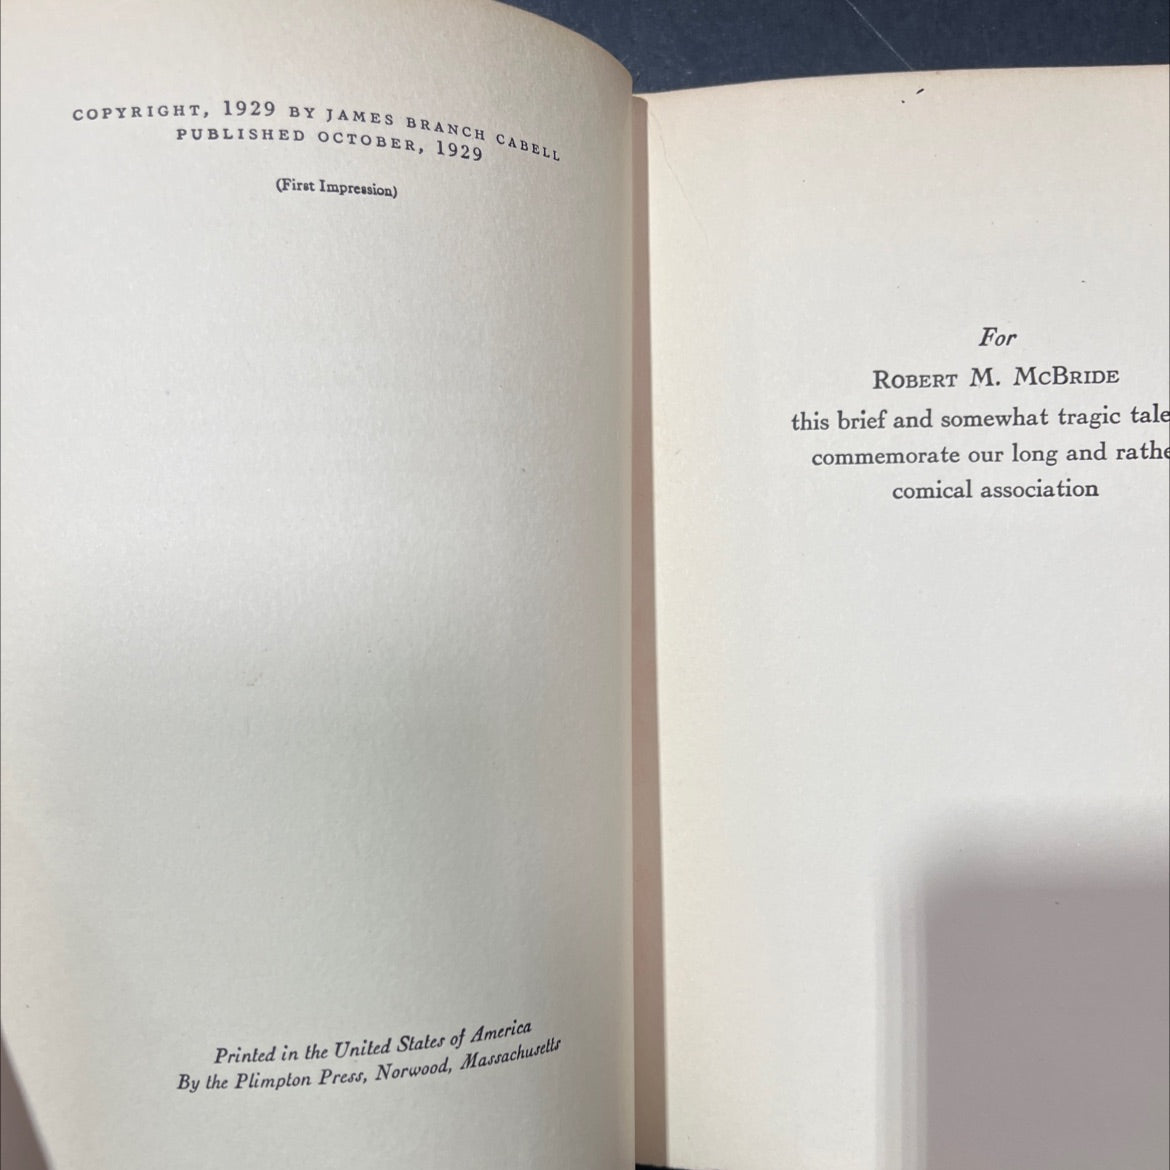 COPYRIGHT, 1929 BY JAMES BRANCH CABELL
PUBLISHED OCTOBER, 1929
(First Impression)
Printed in the United States of America
By the Plimpton Press, Norwood, Massachusetts
For
ROBERT M. MCBRIDE
this brief and somewhat tragic tale
commemorate our long and rathe
comical association